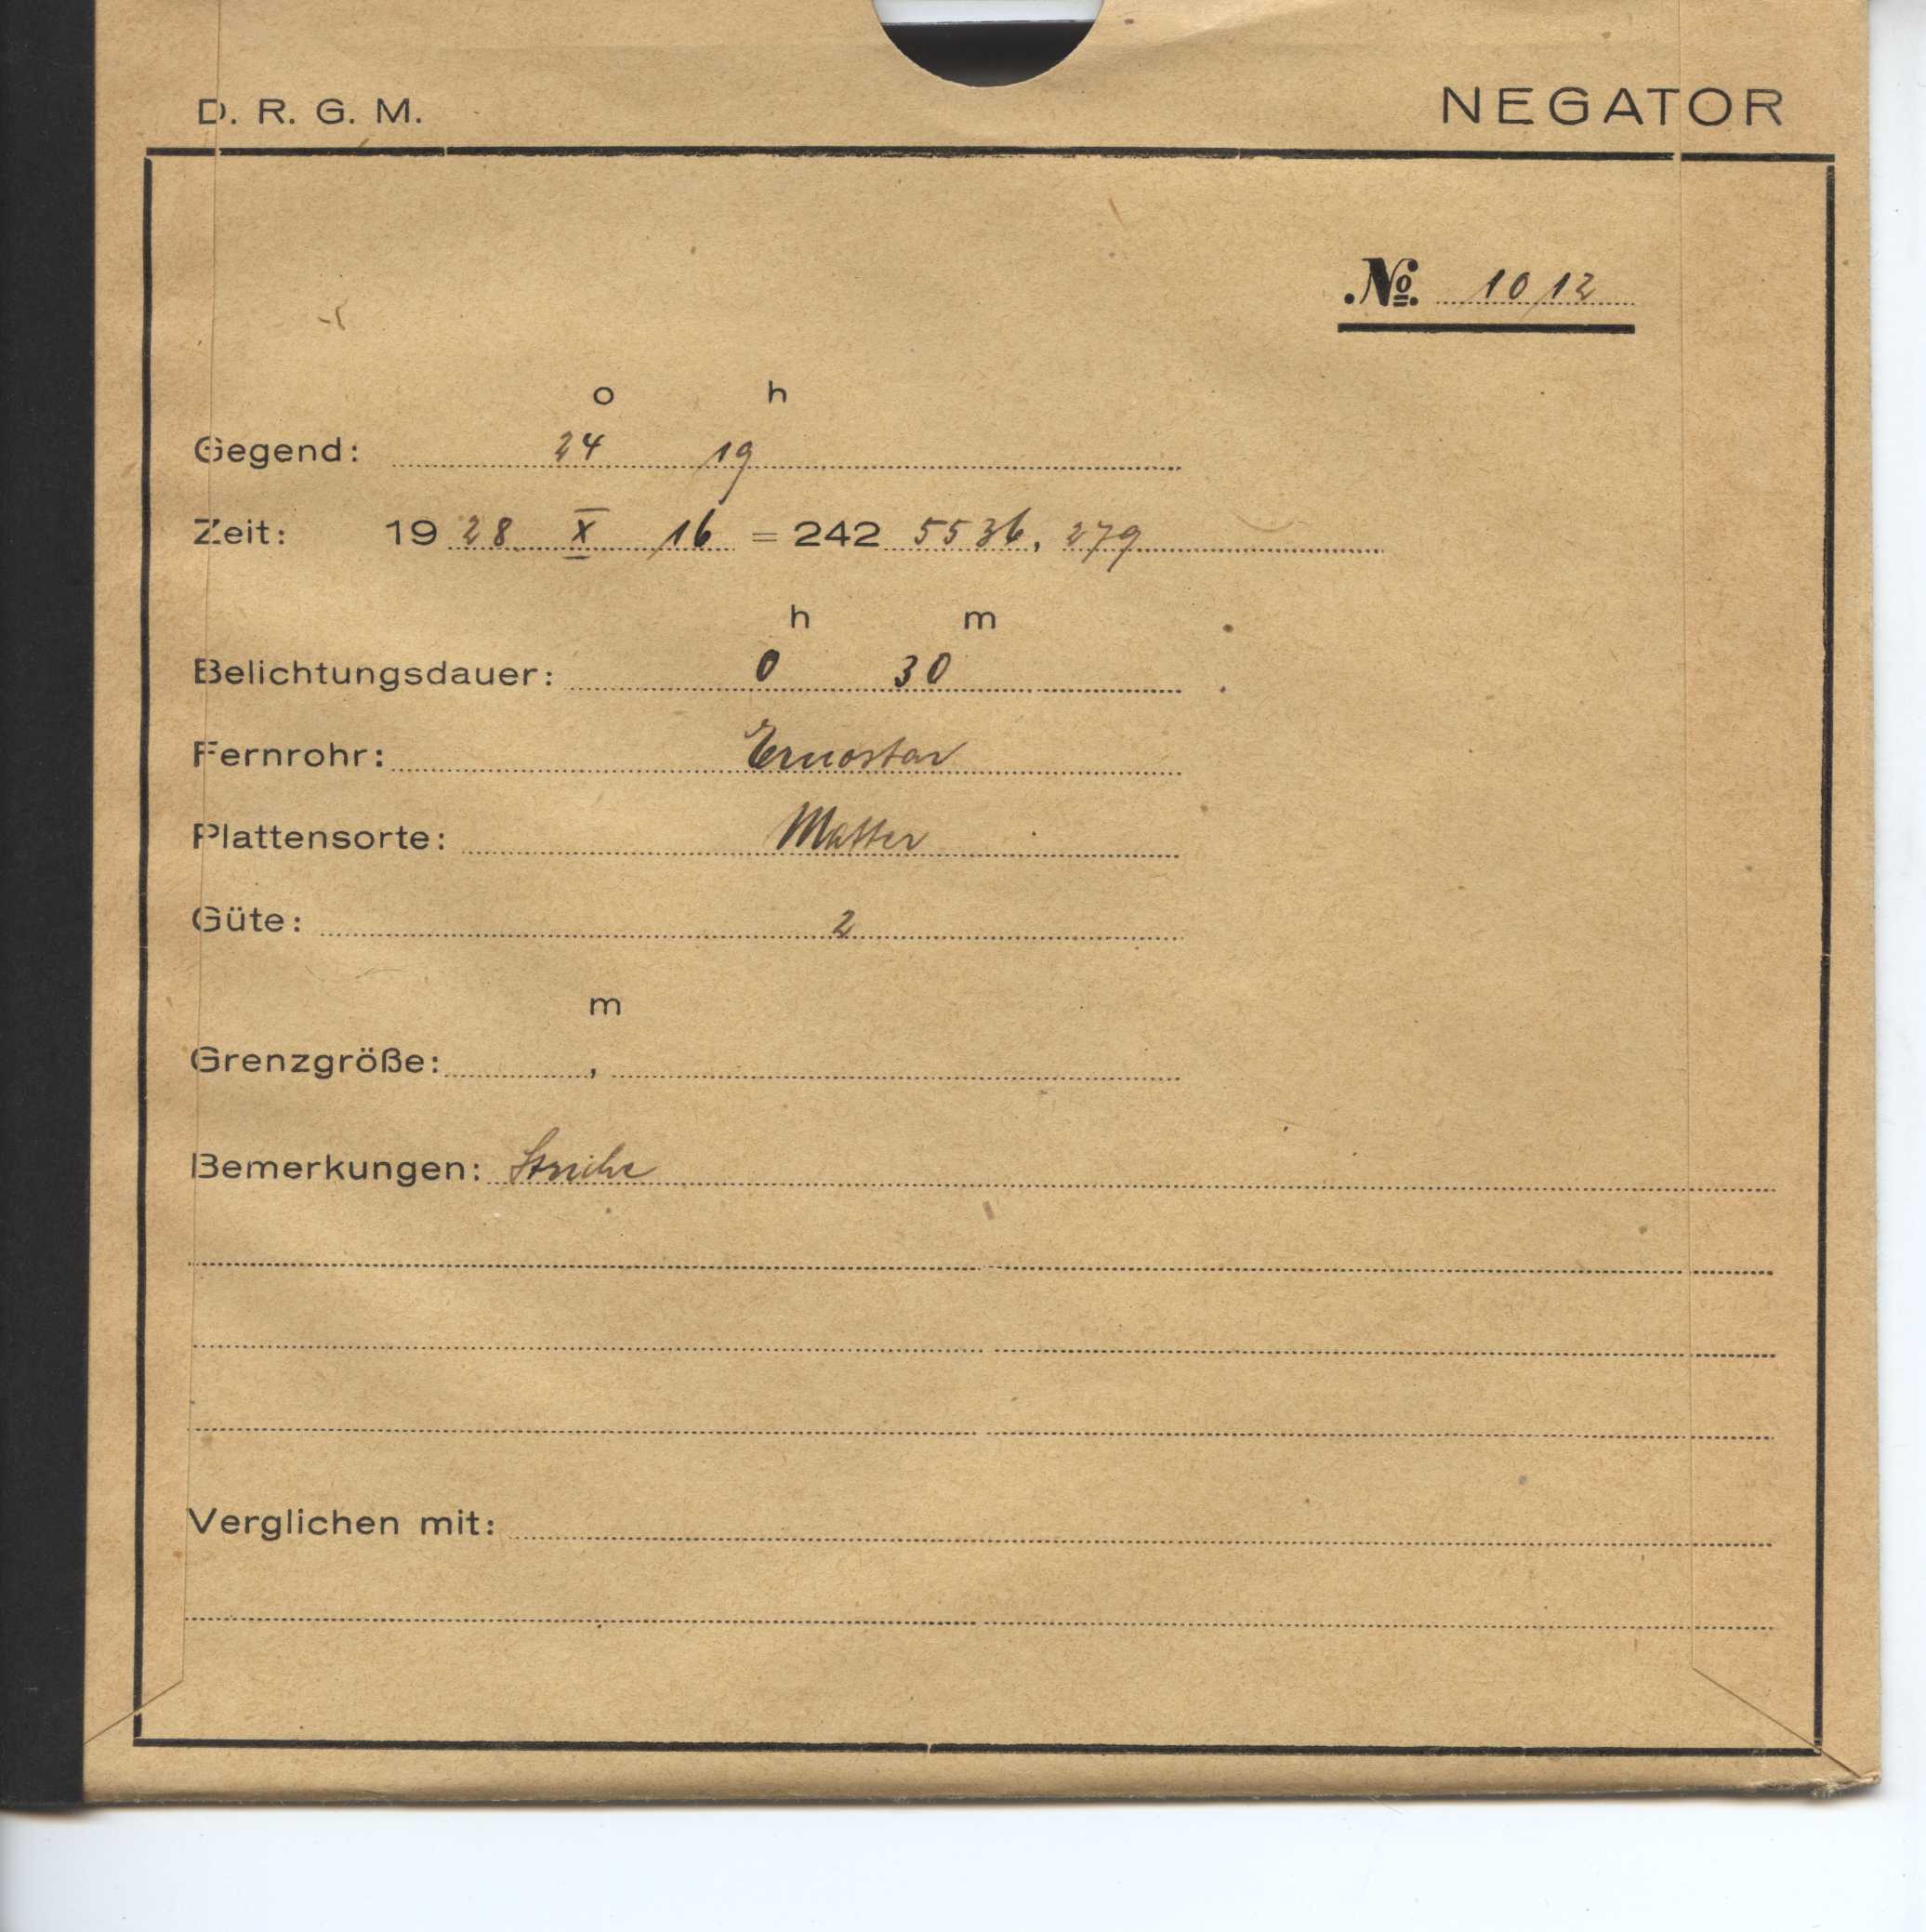 D. R. G. M. NEGATOR
№. 1012
o h
Gegend: 24 19
Zeit: 19 28 X 16 = 242 5536, 279
h m
Belichtungsdauer: 0 30
Fernrohr: Ernostar
Plattensorte: Matter
Güte: 2
m
Grenzgröße: ,
Bemerkungen:
Verglichen mit: